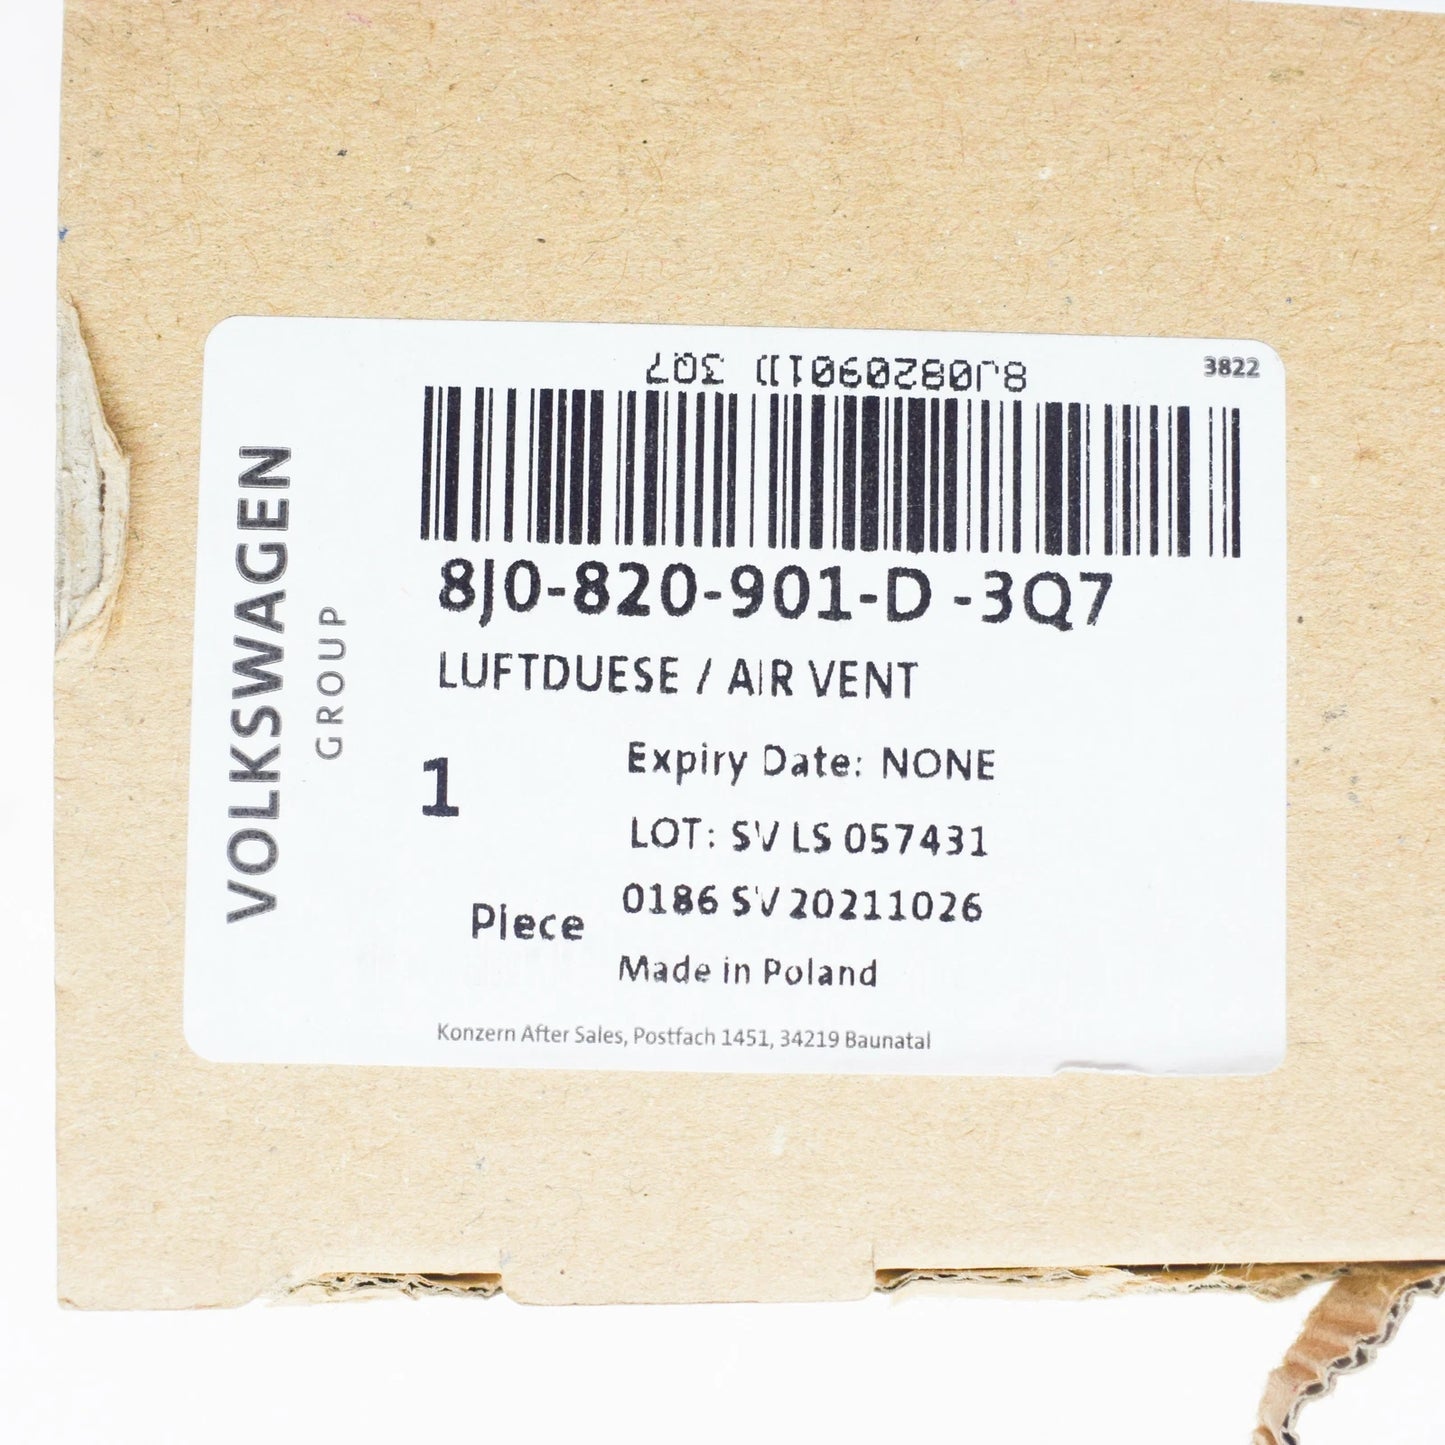 8J0820901D 3Q7
3822
8J0-820-901-D -3Q7
LUFTDUESE / AIR VENT
1
Piece
Expiry Date: NONE
LOT: SV LS 057431
0186 SV 20211026
Made in Poland
Konzern After Sales, Postfach 1451, 34219 Baunatal
VOLKSWAGEN
GROUP